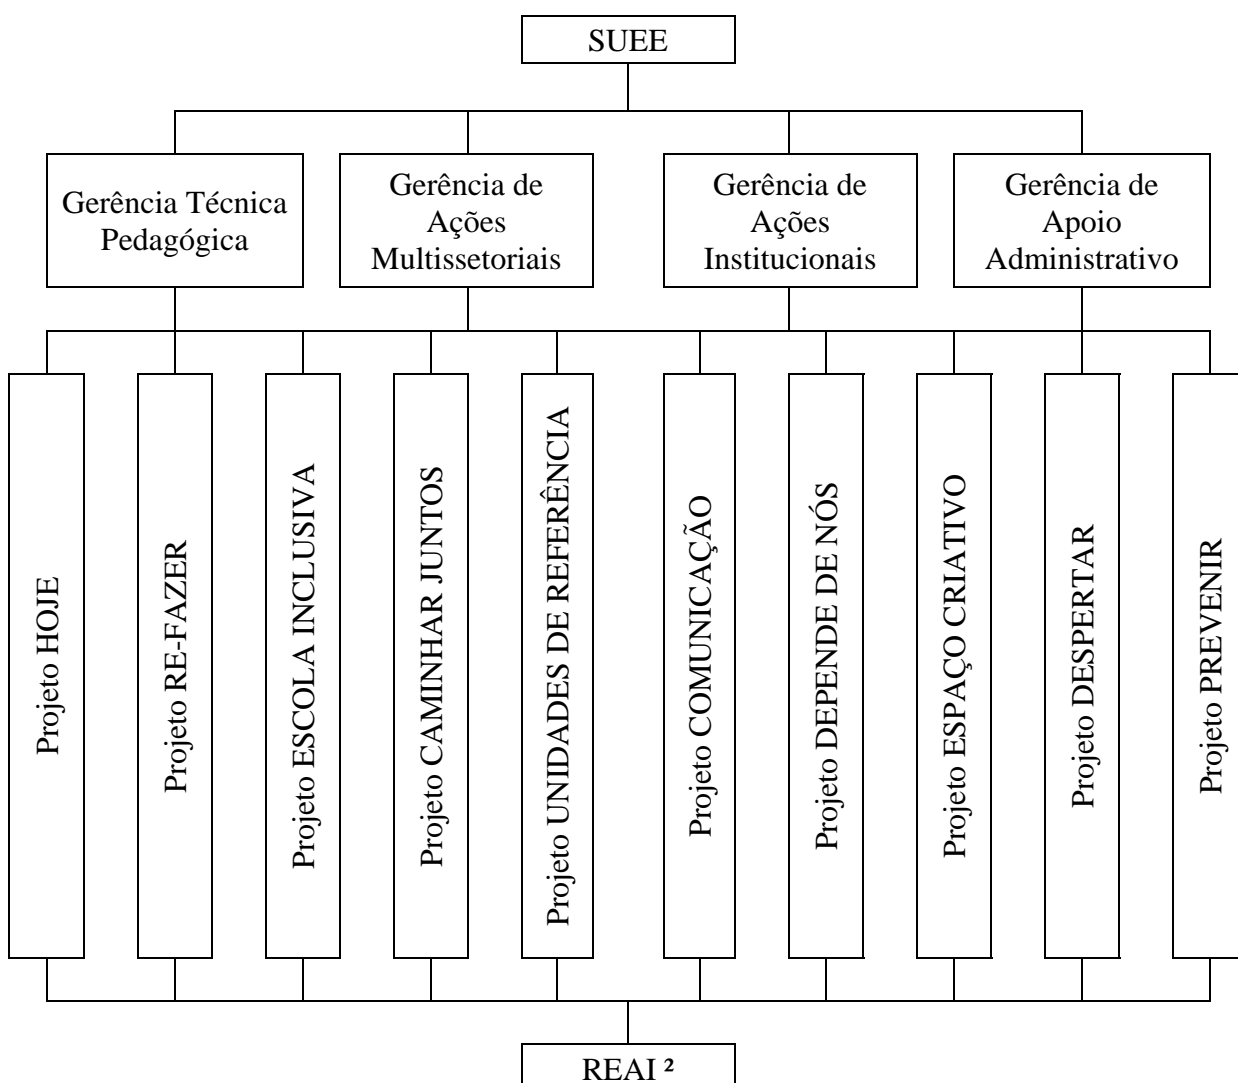 SUEE
Gerência Técnica
Pedagógica
Gerência de
Ações
Multissetoriais
Gerência de
Ações
Institucionais
Gerência de
Apoio
Administrativo
Projeto HOJE
Projeto RE-FAZER
Projeto ESCOLA INCLUSIVA
Projeto CAMINHAR JUNTOS
Projeto UNIDADES DE REFERÊNCIA
Projeto COMUNICAÇÃO
Projeto DEPENDE DE NÓS
Projeto ESPAÇO CRIATIVO
Projeto DESPERTAR
Projeto PREVENIR
REAI ²